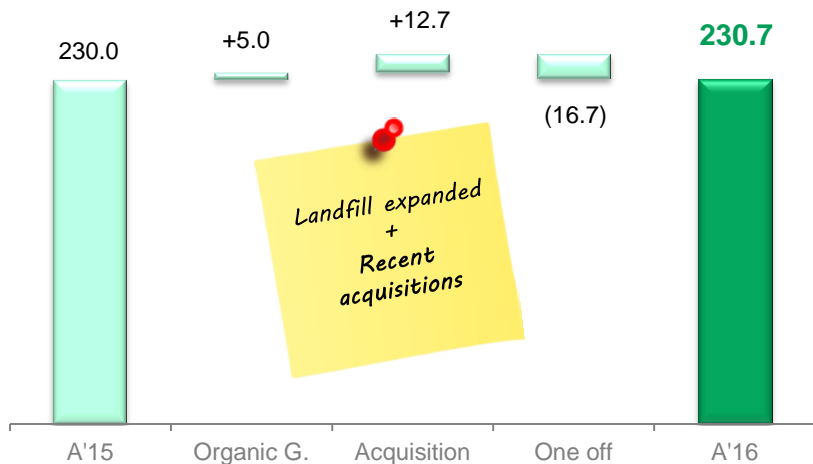 230.0
+5.0
+12.7
(16.7)
230.7
Landfill expanded
+
Recent
acquisitions
A'15
Organic G.
Acquisition
One off
A'16